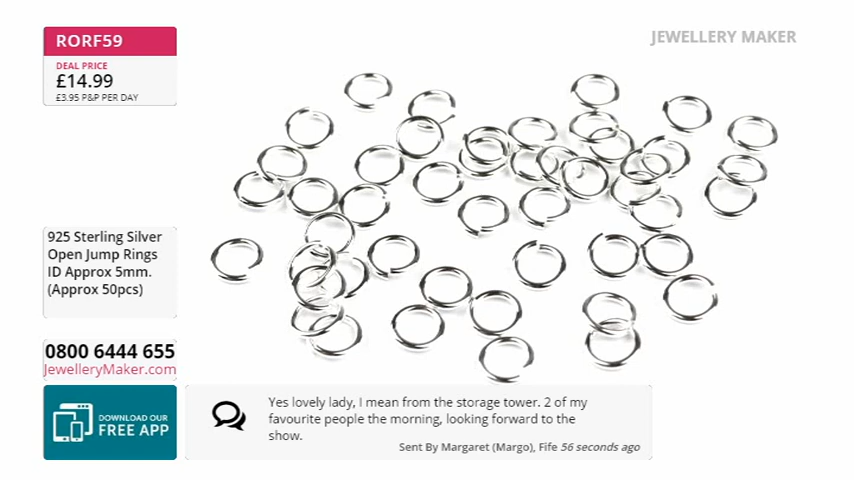 RORF59
JEWELLERY MAKER
DEAL PRICE
£14.99
£3.95 P&P PER DAY
925 Sterling Silver
Open Jump Rings
ID Approx 5mm.
(Approx 50pcs)
0800 6444 655
JewelleryMaker.com
DOWNLOAD OUR
FREE APP
Yes lovely lady, I mean from the storage tower. 2 of my
favourite people the morning, looking forward to the
show.
Sent By Margaret (Margo), Fife 56 seconds ago